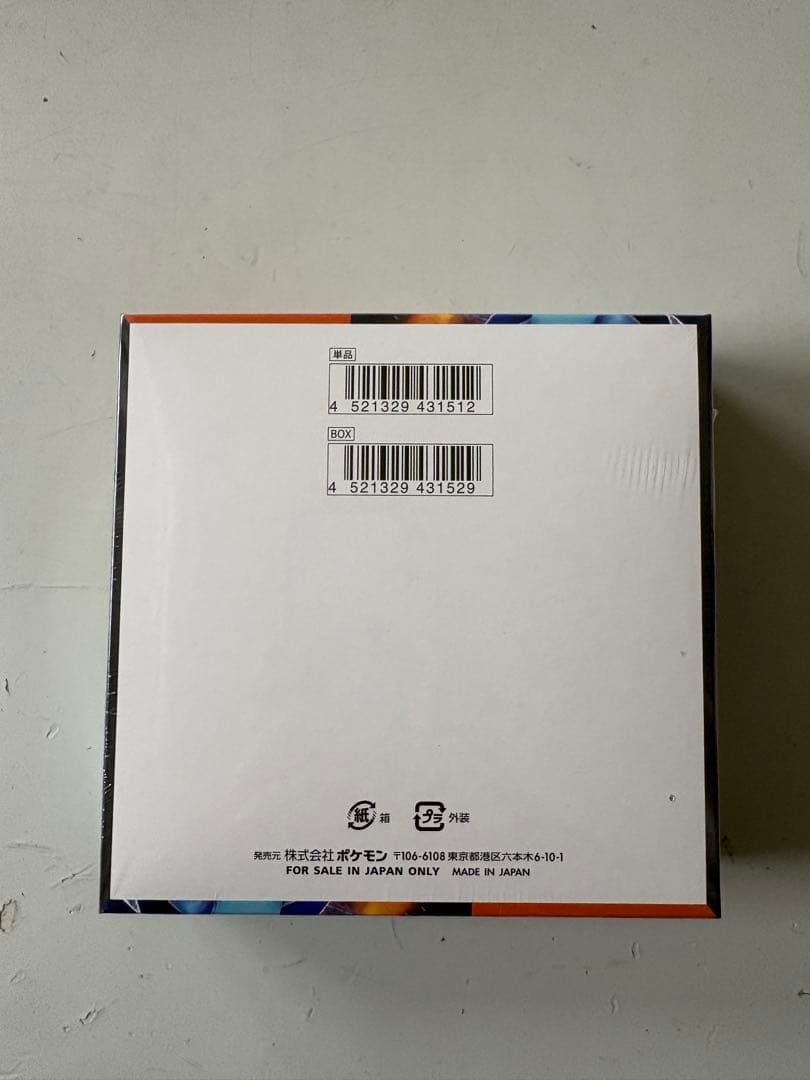 単品
4 521329 431512
BOX
4 521329 431529
紙 箱 プラ 外装
発売元 株式会社ポケモン 〒106-6108 東京都港区六本木6-10-1
FOR SALE IN JAPAN ONLY MADE IN JAPAN